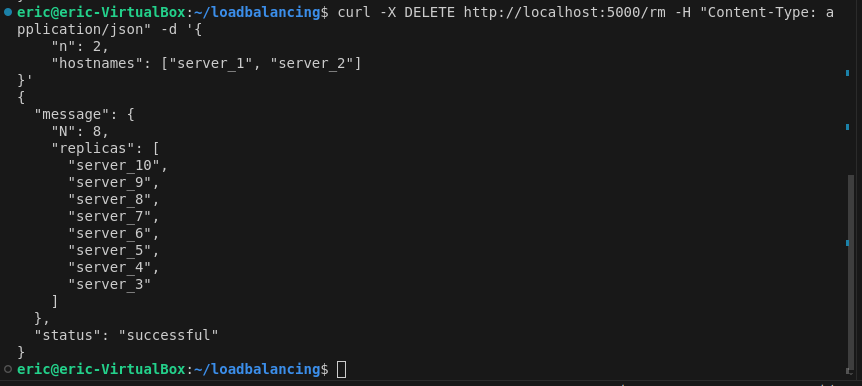 eric@eric-VirtualBox:~/loadbalancing$ curl -X DELETE http://localhost:5000/rm -H "Content-Type: a
pplication/json" -d '{
    "n": 2,
    "hostnames": ["server_1", "server_2"]
}'
{
  "message": {
    "N": 8,
    "replicas": [
      "server_10",
      "server_9",
      "server_8",
      "server_7",
      "server_6",
      "server_5",
      "server_4",
      "server_3"
    ]
  },
  "status": "successful"
}
eric@eric-VirtualBox:~/loadbalancing$